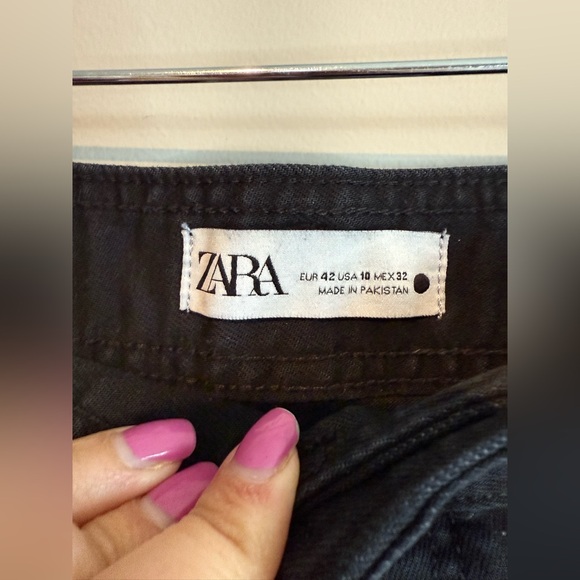 ZARA
EUR 42 USA 10 MEX 32
MADE IN PAKISTAN